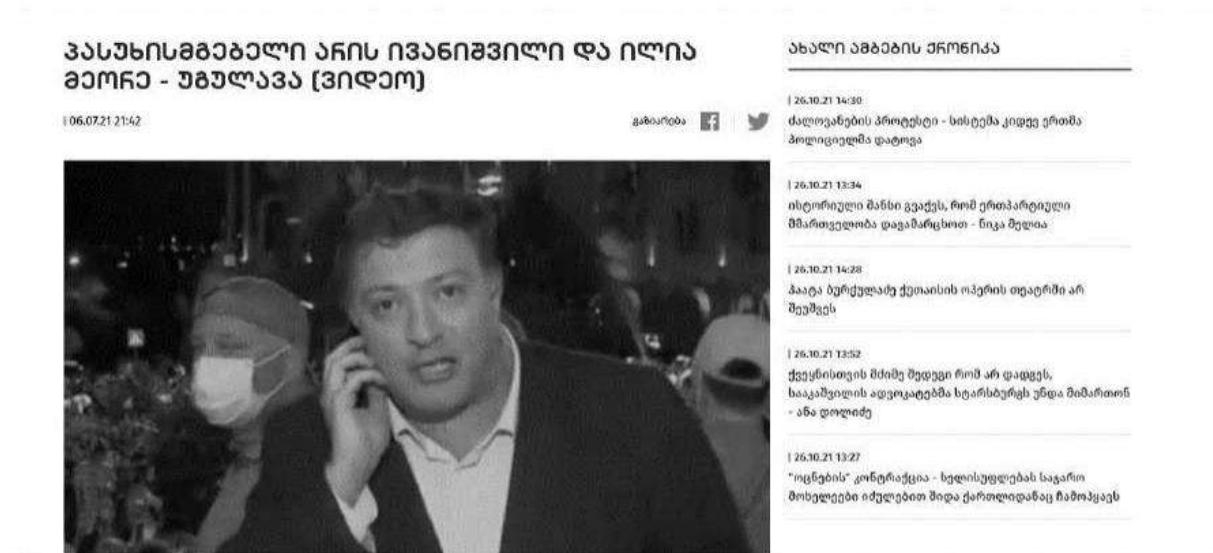 პასუხისმგებელი არის ივანიშვილი და ილია
მეორე - უგულავა (ვიდეო)
| 06.07.21 21:42
გაზიარება
ახალი ამბების ქრონიკა
| 26.10.21 14:30
ძალოვანების პროტესტი - სისტემა კიდევ ერთმა
პოლიციელმა დატოვა
| 26.10.21 13:34
ისტორიული შანსი გვაქვს, რომ ერთპარტიული
მმართველობა დავამარცხოთ - ნიკა მელია
| 26.10.21 14:28
პაატა ბურჭულაძე ქუთაისის ოპერის თეატრში არ
შეუშვეს
| 26.10.21 13:52
ქვეყნისთვის მძიმე შედეგი რომ არ დადგეს,
სააკაშვილის ადვოკატებმა სტარსბურგს უნდა მიმართონ
- ანა დოლიძე
| 26.10.21 13:27
"ოცნების" კონტრაქცია - ხელისუფლებას საჯარო
მოხელეები იძულებით შიდა ქართლიდანაც ჩამოჰყავს